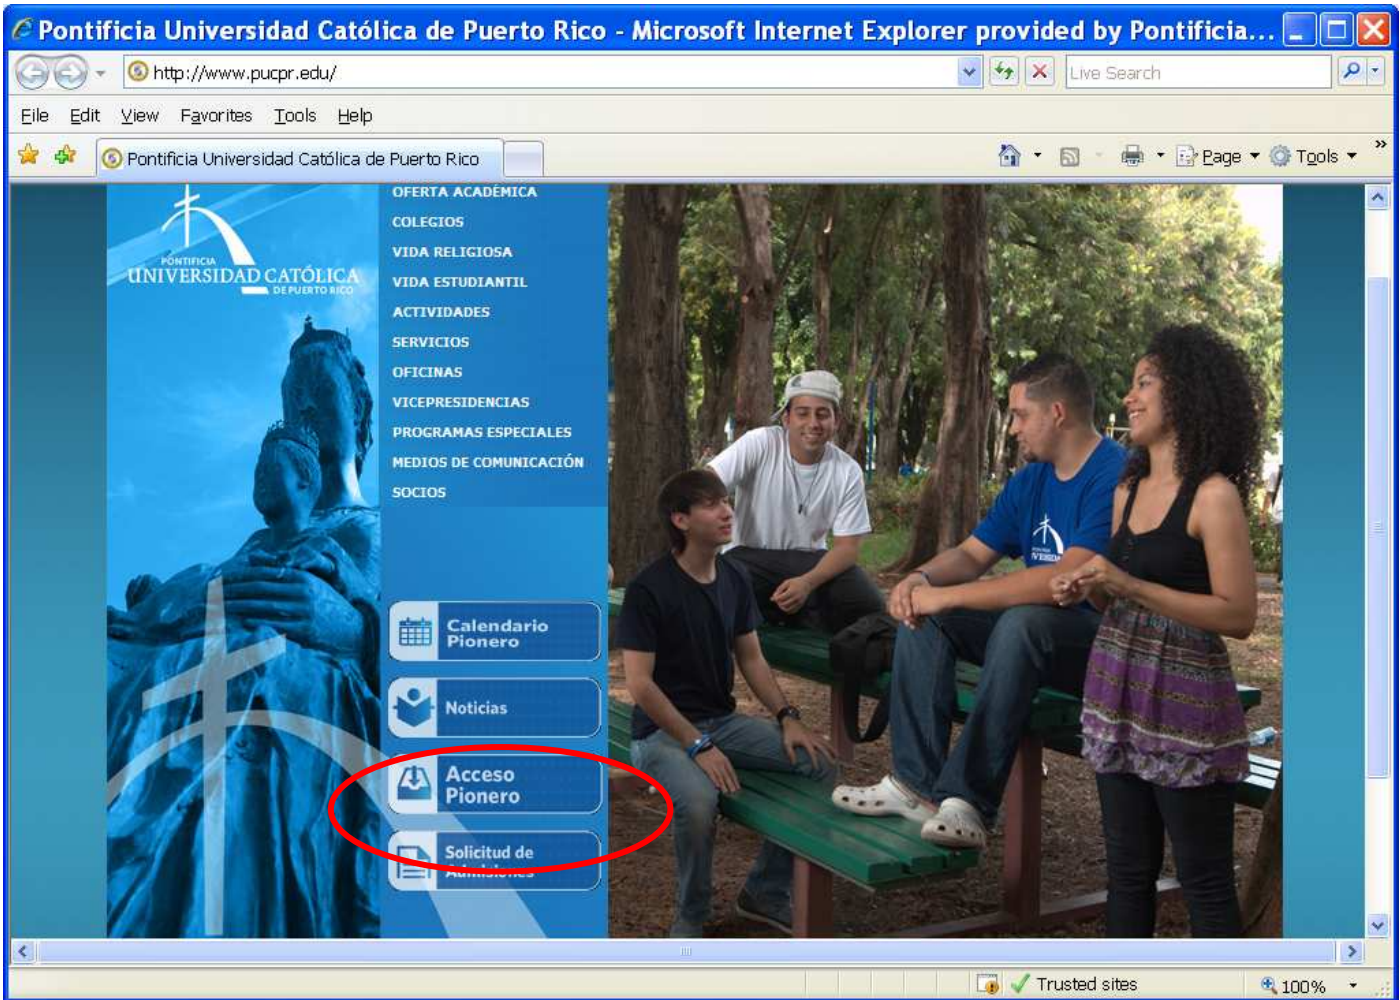 Pontificia Universidad Católica de Puerto Rico - Microsoft Internet Explorer provided by Pontificia...
http://www.pucpr.edu/
Live Search
File Edit View Favorites Tools Help
Pontificia Universidad Católica de Puerto Rico
Page Tools »
OFERTA ACADÉMICA
COLEGIOS
VIDA RELIGIOSA
VIDA ESTUDIANTIL
ACTIVIDADES
SERVICIOS
OFICINAS
VICEPRESIDENCIAS
PROGRAMAS ESPECIALES
MEDIOS DE COMUNICACIÓN
SOCIOS
PONTIFICIA
UNIVERSIDAD CATÓLICA
DE PUERTO RICO
Calendario
Pionero
Noticias
Acceso
Pionero
Solicitud de
Admisiones
Trusted sites
100%